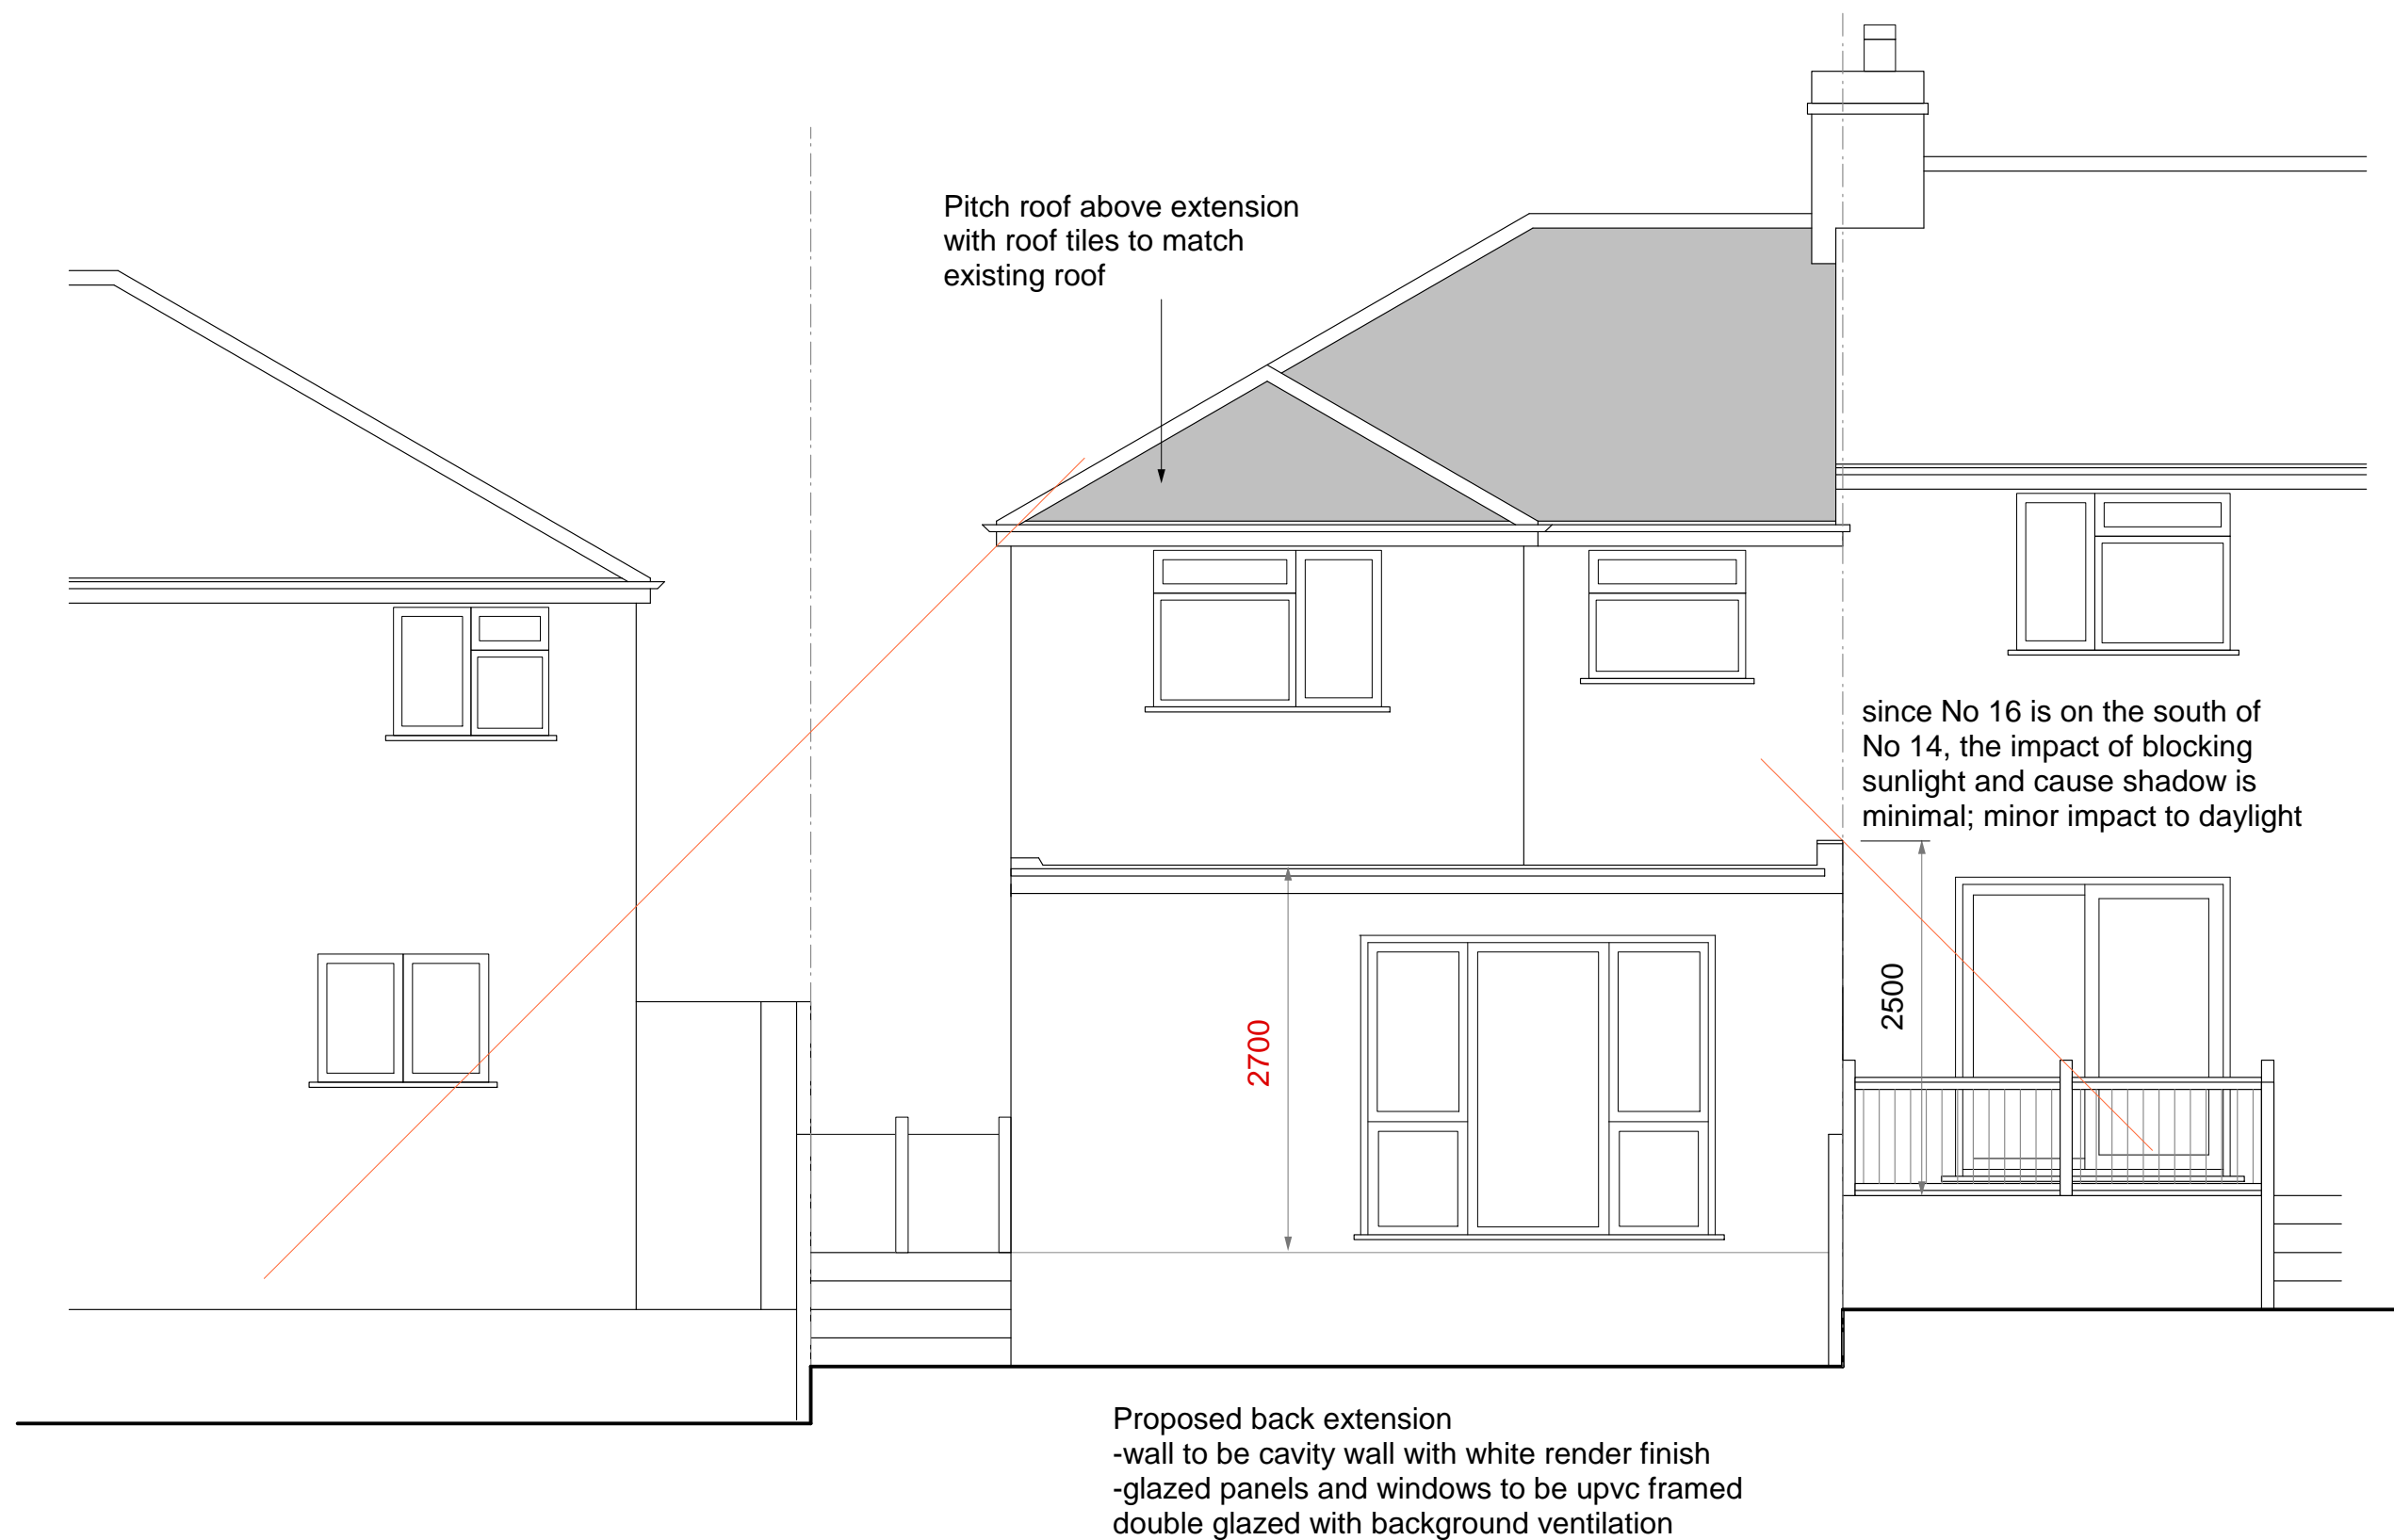 Pitch roof above extension
with roof tiles to match
existing roof
since No 16 is on the south of
No 14, the impact of blocking
sunlight and cause shadow is
minimal; minor impact to daylight
2500
2700
Proposed back extension
-wall to be cavity wall with white render finish
-glazed panels and windows to be upvc framed
double glazed with background ventilation